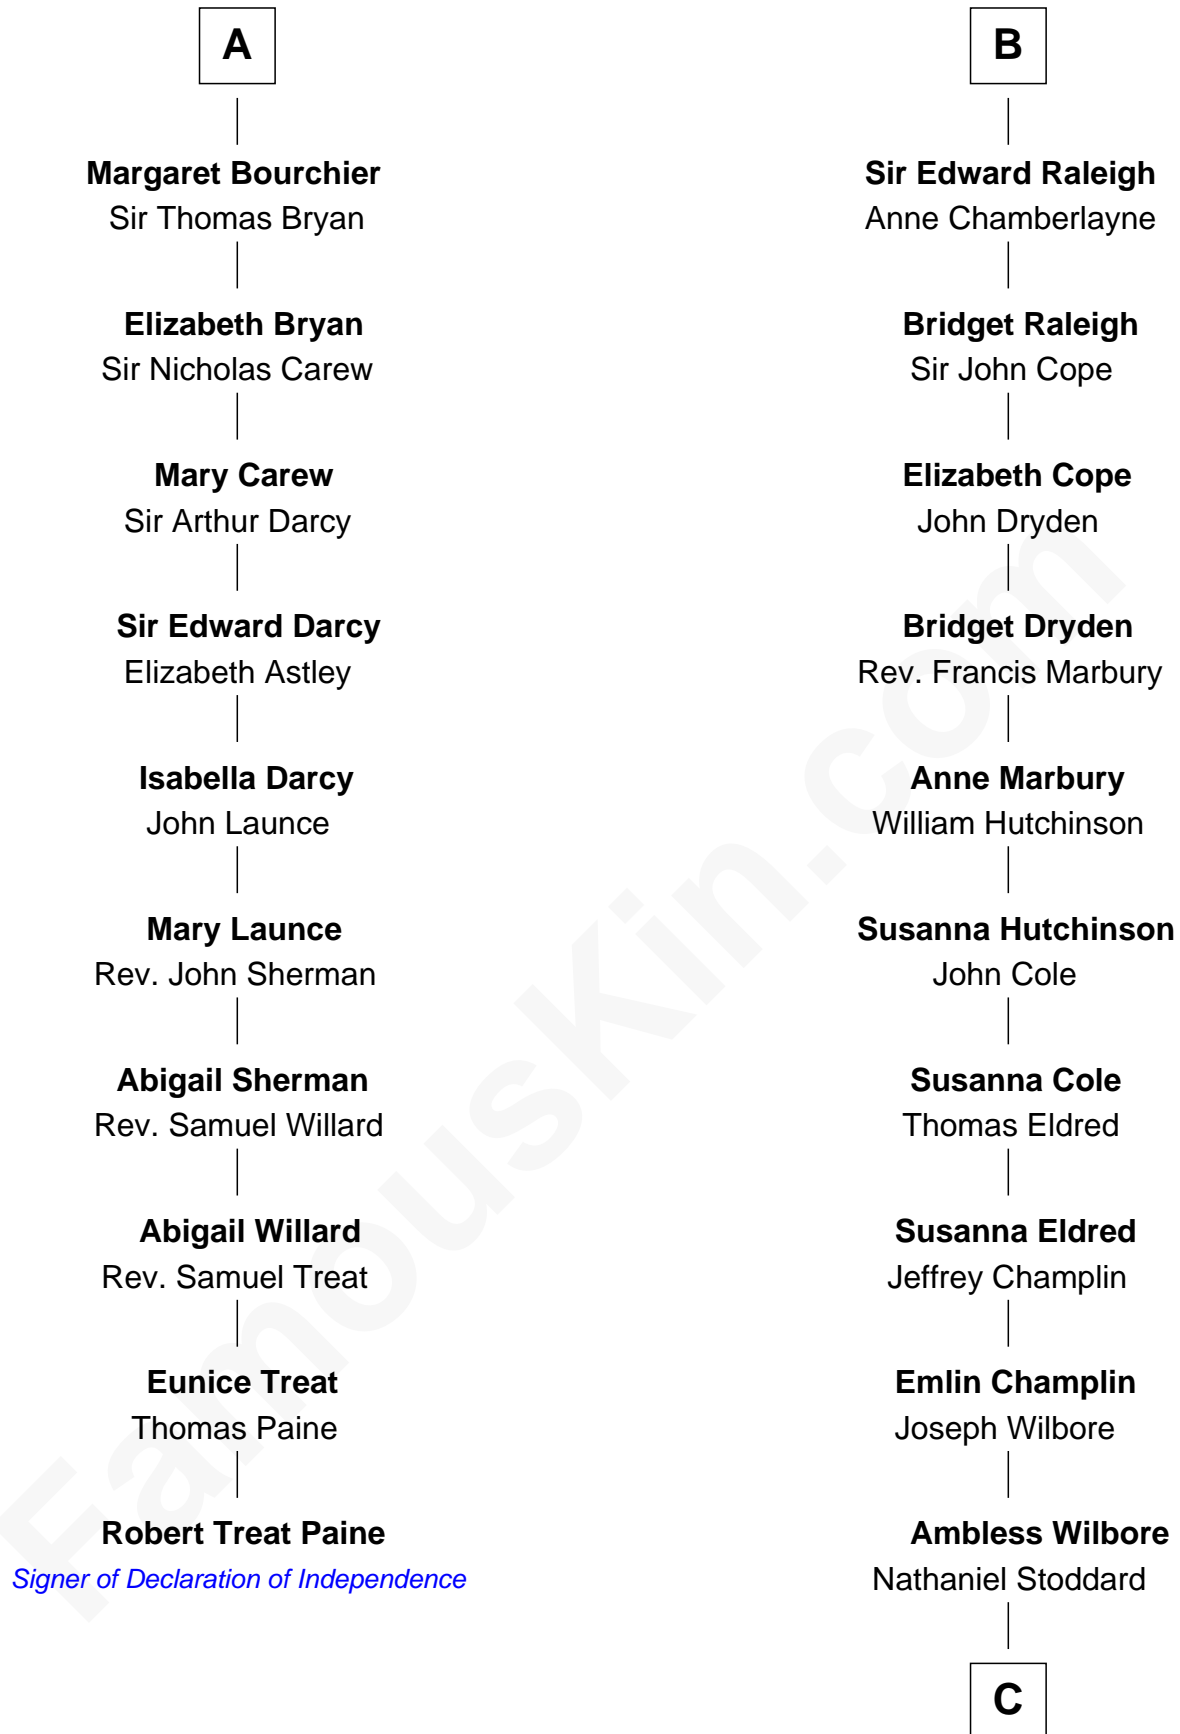 A
Margaret Bourchier
Sir Thomas Bryan
Elizabeth Bryan
Sir Nicholas Carew
Mary Carew
Sir Arthur Darcy
Sir Edward Darcy
Elizabeth Astley
Isabella Darcy
John Launce
Mary Launce
Rev. John Sherman
Abigail Sherman
Rev. Samuel Willard
Abigail Willard
Rev. Samuel Treat
Eunice Treat
Thomas Paine
Robert Treat Paine
Signer of Declaration of Independence
B
Sir Edward Raleigh
Anne Chamberlayne
Bridget Raleigh
Sir John Cope
Elizabeth Cope
John Dryden
Bridget Dryden
Rev. Francis Marbury
Anne Marbury
William Hutchinson
Susanna Hutchinson
John Cole
Susanna Cole
Thomas Eldred
Susanna Eldred
Jeffrey Champlin
Emlin Champlin
Joseph Wilbore
Ambless Wilbore
Nathaniel Stoddard
C
FamousKin.com